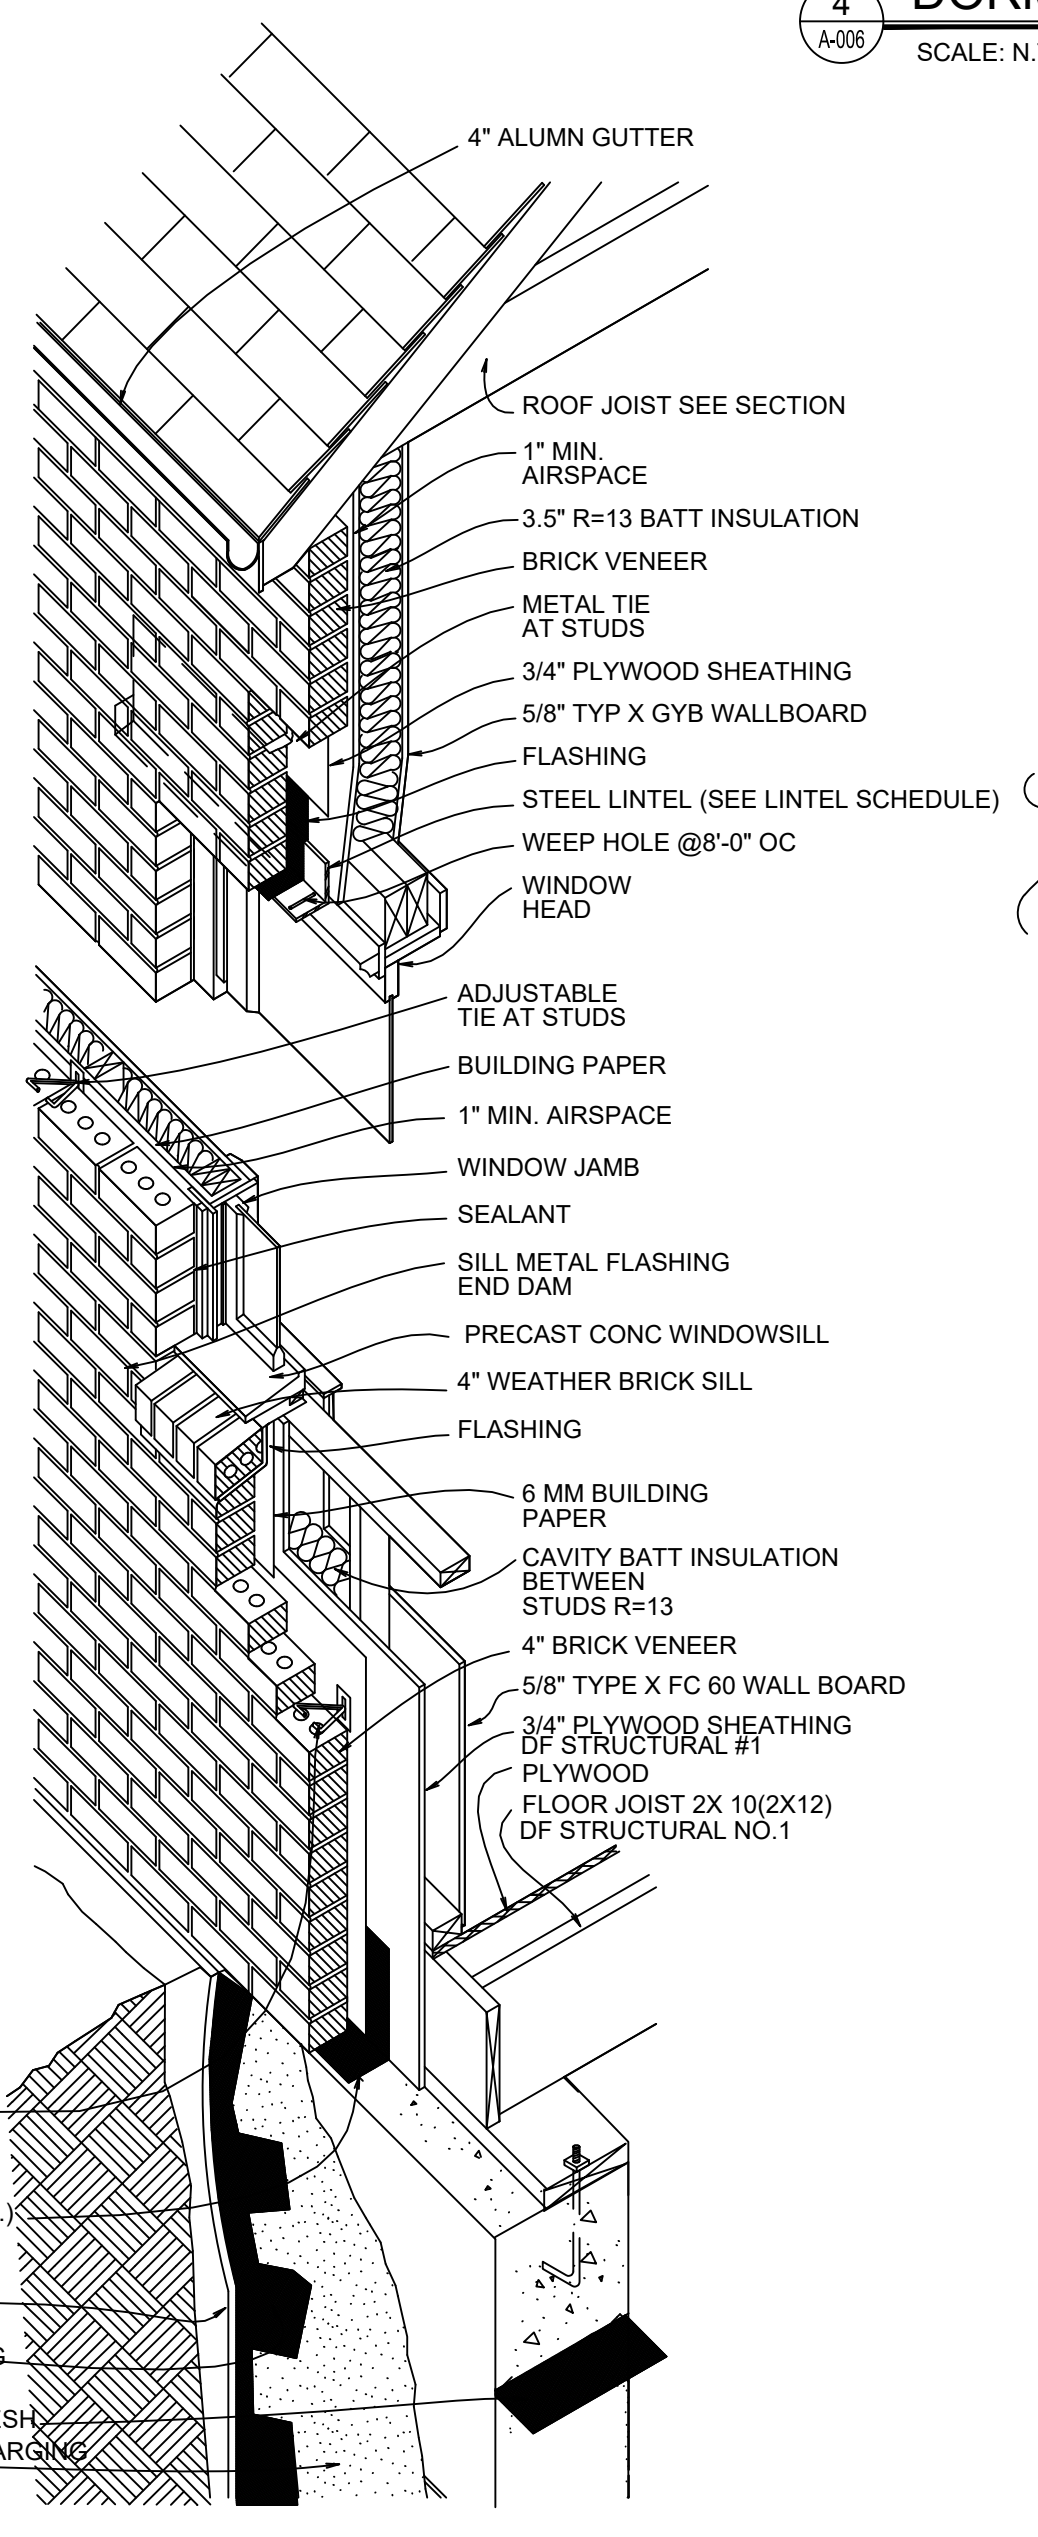 4
A-006
SCALE: N.
4" ALUMN GUTTER
ROOF JOIST SEE SECTION
1" MIN.
AIRSPACE
3.5" R=13 BATT INSULATION
BRICK VENEER
METAL TIE
AT STUDS
3/4" PLYWOOD SHEATHING
5/8" TYP X GYB WALLBOARD
FLASHING
STEEL LINTEL (SEE LINTEL SCHEDULE)
WEEP HOLE @8'-0" OC
WINDOW
HEAD
ADJUSTABLE
TIE AT STUDS
BUILDING PAPER
1" MIN. AIRSPACE
WINDOW JAMB
SEALANT
SILL METAL FLASHING
END DAM
PRECAST CONC WINDOWSILL
4" WEATHER BRICK SILL
FLASHING
6 MM BUILDING
PAPER
CAVITY BATT INSULATION
BETWEEN
STUDS R=13
4" BRICK VENEER
5/8" TYPE X FC 60 WALL BOARD
3/4" PLYWOOD SHEATHING
DF STRUCTURAL #1
PLYWOOD
FLOOR JOIST 2X 10(2X12)
DF STRUCTURAL NO.1
.)
G
ESH
ARGING